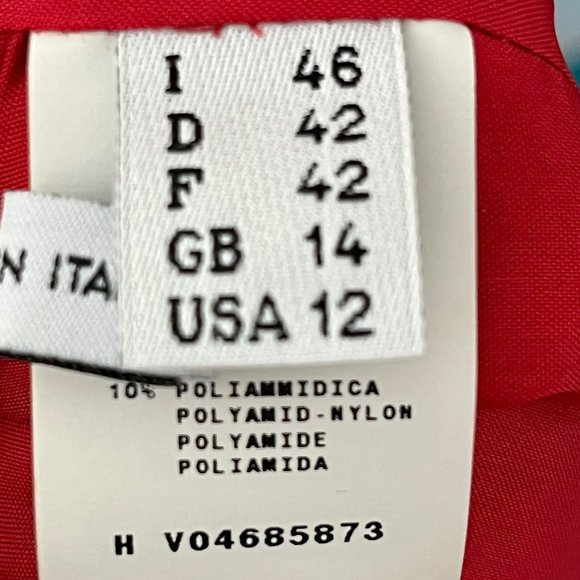 I 46
D 42
F 42
GB 14
USA 12
N ITA
10% POLIAMMIDICA
POLYAMID-NYLON
POLYAMIDE
POLIAMIDA
H V04685873